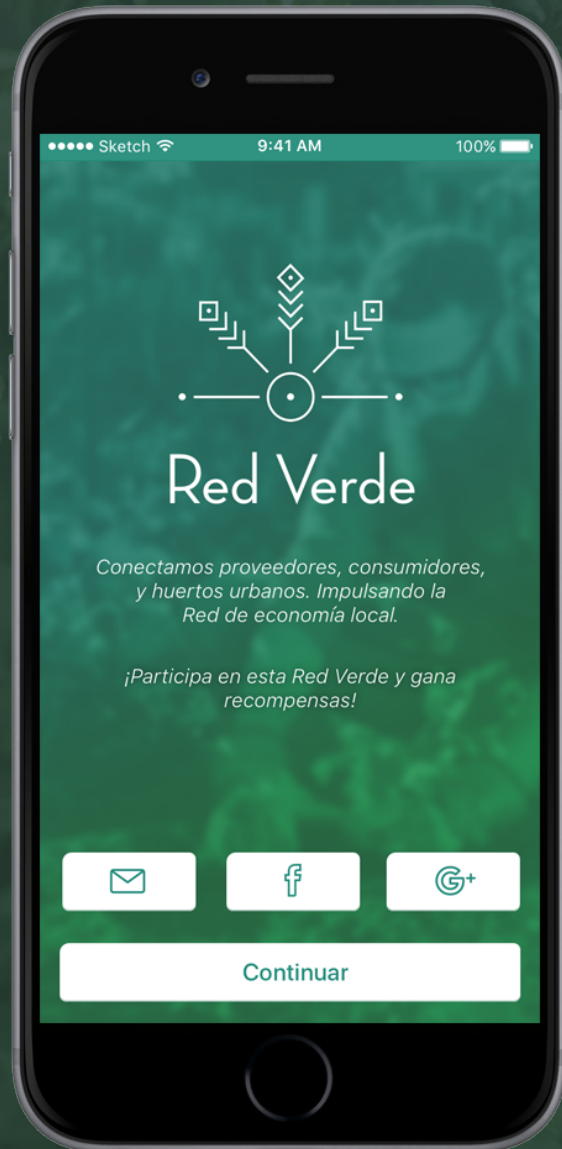 Sketch 9:41 AM 100%
Red Verde
Conectamos proveedores, consumidores,
y huertos urbanos. Impulsando la
Red de economía local.
¡Participa en esta Red Verde y gana
recompensas!
f G+
Continuar